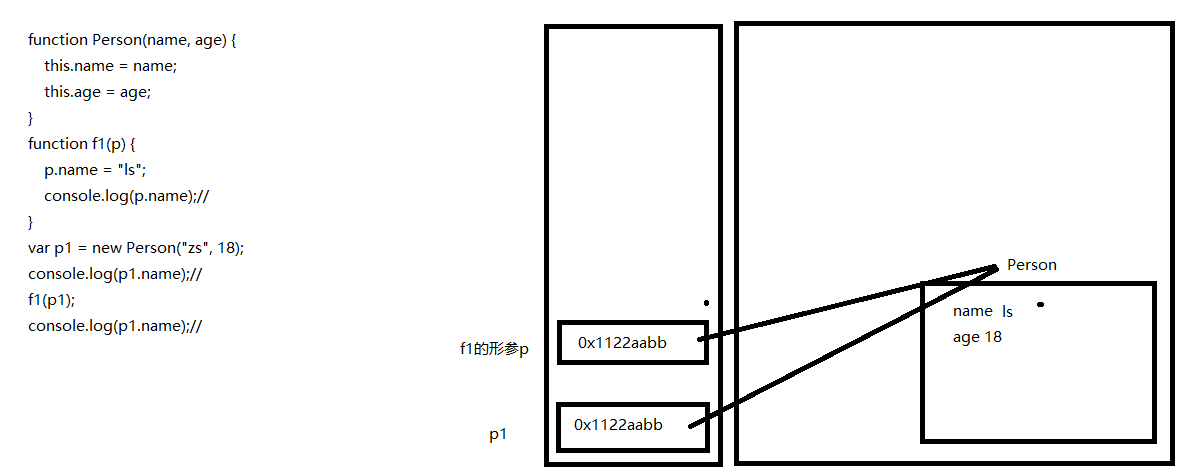 function Person(name, age) {
    this.name = name;
    this.age = age;
}
function f1(p) {
    p.name = "ls";
    console.log(p.name);//
}
var p1 = new Person("zs", 18);
console.log(p1.name);//
f1(p1);
console.log(p1.name);//
f1的形参p
0x1122aabb
p1
0x1122aabb
Person
name ls
age 18